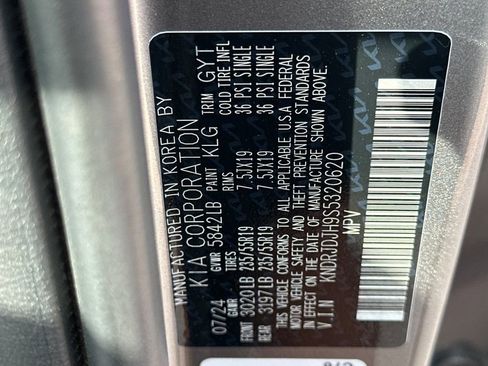 MANUFACTURED IN KOREA BY
KIA CORPORATION
07/24 GVWR 5842LB PAINT KLG TRIM GYT
GAWR TIRES RIMS COLD TIRE INFL
FRONT 3020LB 235/55R19 7.5JX19 36 PSI SINGLE
REAR 3197LB 235/55R19 7.5JX19 36 PSI SINGLE
THIS VEHICLE CONFORMS TO ALL APPLICABLE U.S.A FEDERAL
MOTOR VEHICLE SAFETY AND THEFT PREVENTION STANDARDS
IN EFFECT ON THE DATE OF MANUFACTURE SHOWN ABOVE.
V.I.N KNDRJDJH9S5320620
MPV